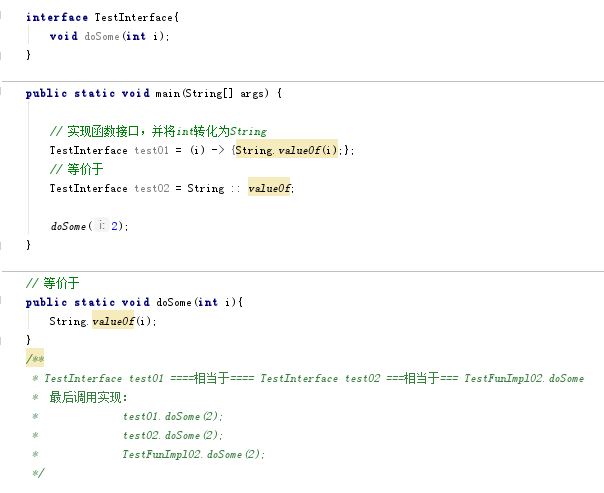 interface TestInterface{
void doSome(int i);
}
public static void main(String[] args) {
// 实现函数接口，并将int转化为String
TestInterface test01 = (i) -> {String.valueOf(i);};
// 等价于
TestInterface test02 = String :: valueOf;
doSome( i: 2);
}
// 等价于
public static void doSome(int i){
String.valueOf(i);
}
/**
* TestInterface test01 ====相当于==== TestInterface test02 ===相当于=== TestFunImpl02.doSome
* 最后调用实现：
* test01.doSome(2);
* test02.doSome(2);
* TestFunImpl02.doSome(2);
*/